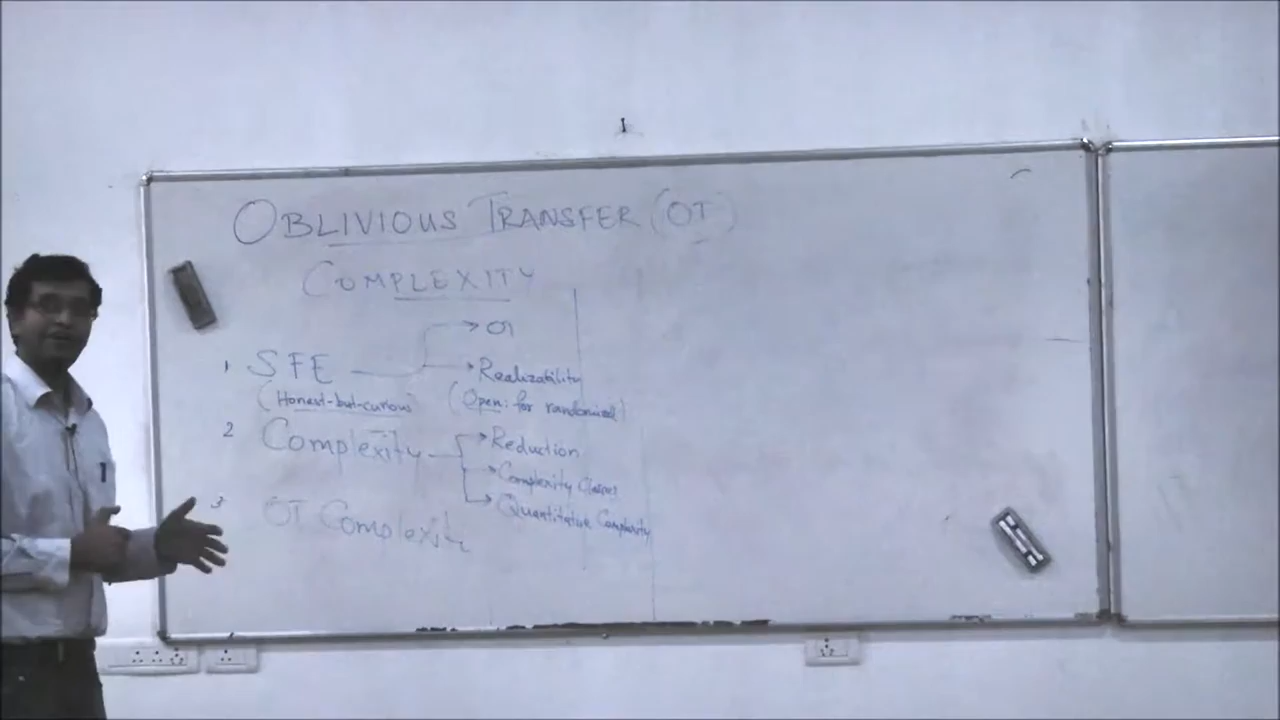 OBLIVIOUS TRANSFER (OT)
COMPLEXITY
→ OT
1 SFE → Realizability
(Honest-but-curious) (Open: for randomized)
2 Complexity → Reduction
→ Complexity Classes
→ Quantitative Complexity
3 OT Complexity